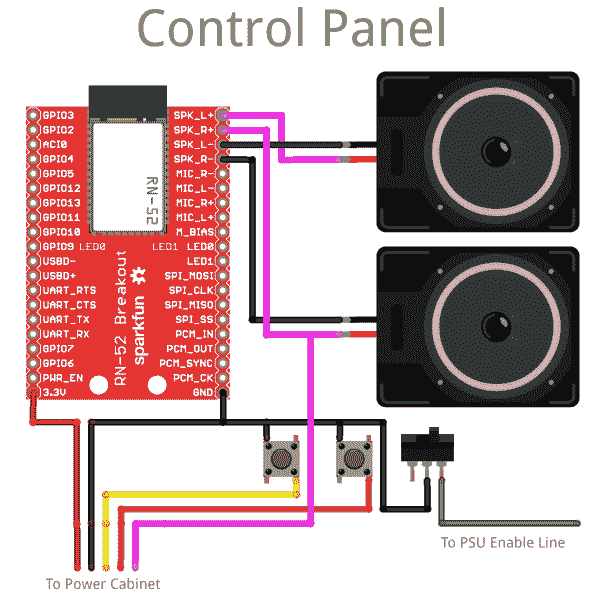 Control Panel
GPIO3 SPK_L+
GPIO2 SPK_R+
AC10 SPK_L-
GPIO4 SPK_R-
GPIO5 MIC_R-
GPIO12 MIC_L-
GPIO13 MIC_R+
GPIO11 MIC_L+
GPIO10 M_BIAS
GPIO9 LED0 LED1 LED0
USBD- LED1
USBD+ SPI_MOSI
UART_RTS SPI_CLK
UART_CTS SPI_MISO
UART_TX SPI_SS
UART_RX PCM_IN
GPIO7 PCM_OUT
GPIO6 PCM_SYNC
PWR_EN PCM_CK
3.3V GND
RN-52
RN-52 Breakout
sparkfun
To PSU Enable Line
To Power Cabinet